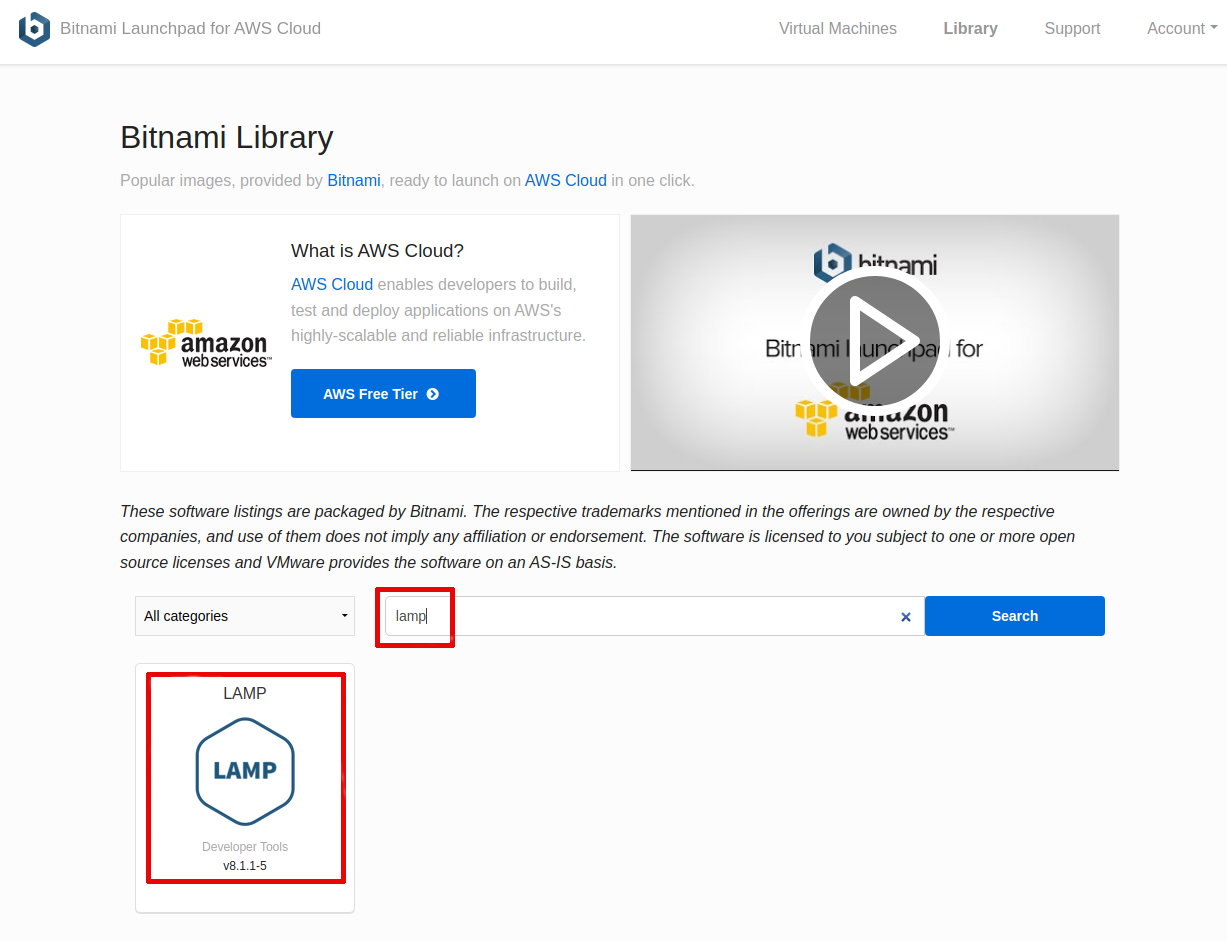 Bitnami Launchpad for AWS Cloud
Virtual Machines
Library
Support
Account
Bitnami Library
Popular images, provided by Bitnami, ready to launch on AWS Cloud in one click.
What is AWS Cloud?
AWS Cloud enables developers to build,
test and deploy applications on AWS's
highly-scalable and reliable infrastructure.
amazon
web services™
AWS Free Tier
bitnami
Bitnami launchpad for
amazon
web services™
These software listings are packaged by Bitnami. The respective trademarks mentioned in the offerings are owned by the respective
companies, and use of them does not imply any affiliation or endorsement. The software is licensed to you subject to one or more open
source licenses and VMware provides the software on an AS-IS basis.
All categories
lamp
Search
LAMP
LAMP
Developer Tools
v8.1.1-5